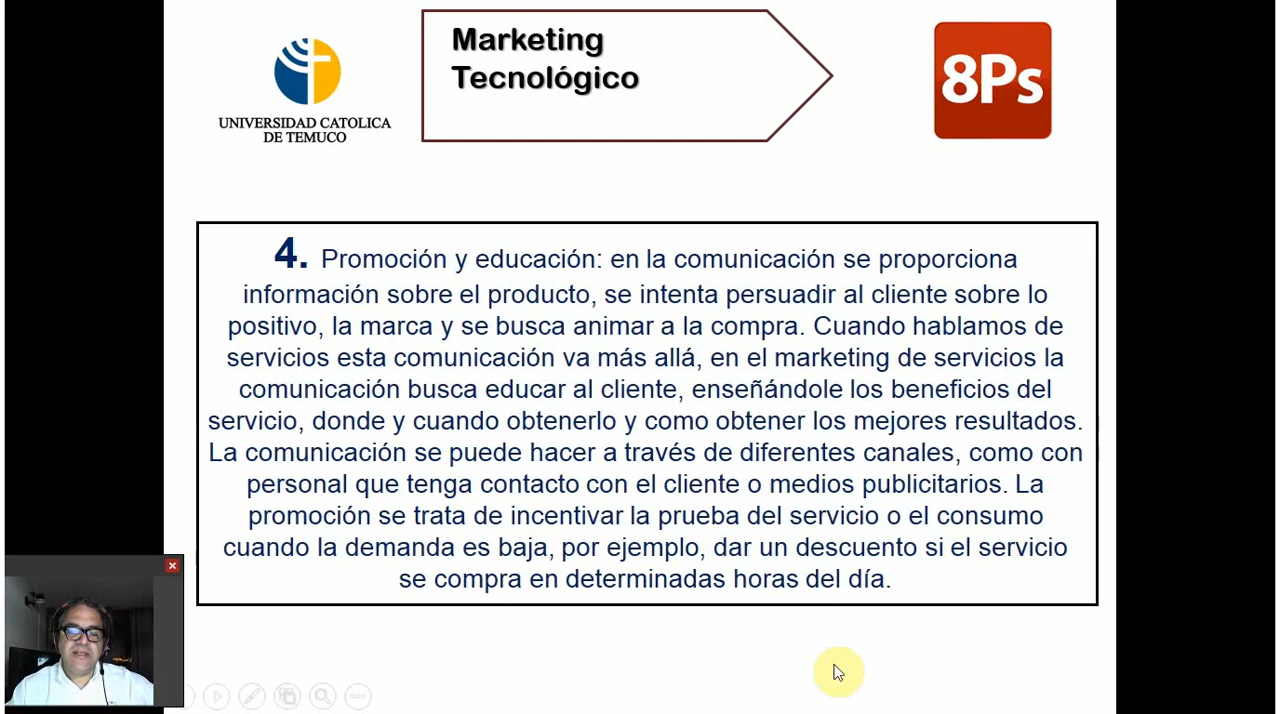 Marketing
Tecnológico
UNIVERSIDAD CATOLICA
DE TEMUCO
8Ps
4. Promoción y educación: en la comunicación se proporciona
información sobre el producto, se intenta persuadir al cliente sobre lo
positivo, la marca y se busca animar a la compra. Cuando hablamos de
servicios esta comunicación va más allá, en el marketing de servicios la
comunicación busca educar al cliente, enseñándole los beneficios del
servicio, donde y cuando obtenerlo y como obtener los mejores resultados.
La comunicación se puede hacer a través de diferentes canales, como con
personal que tenga contacto con el cliente o medios publicitarios. La
promoción se trata de incentivar la prueba del servicio o el consumo
cuando la demanda es baja, por ejemplo, dar un descuento si el servicio
se compra en determinadas horas del día.